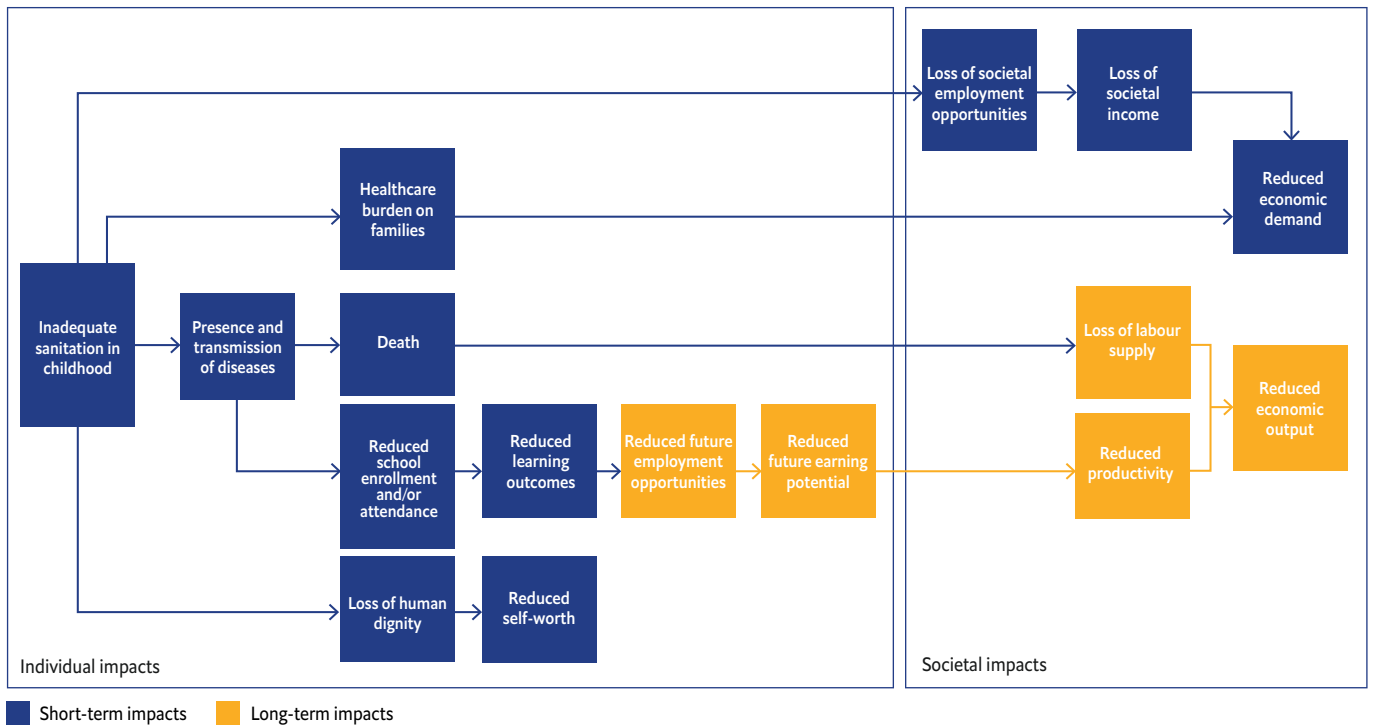 Loss of societal
employment
opportunities
Loss of
societal
income
Reduced
economic
demand
Healthcare
burden on
families
Inadequate
sanitation in
childhood
Presence and
transmission
of diseases
Death
Loss of labour
supply
Reduced
economic
output
Reduced
school
enrollment
and/or
attendance
Reduced
learning
outcomes
Reduced future
employment
opportunities
Reduced
future earning
potential
Reduced
productivity
Loss of human
dignity
Reduced
self-worth
Individual impacts
Societal impacts
Short-term impacts
Long-term impacts